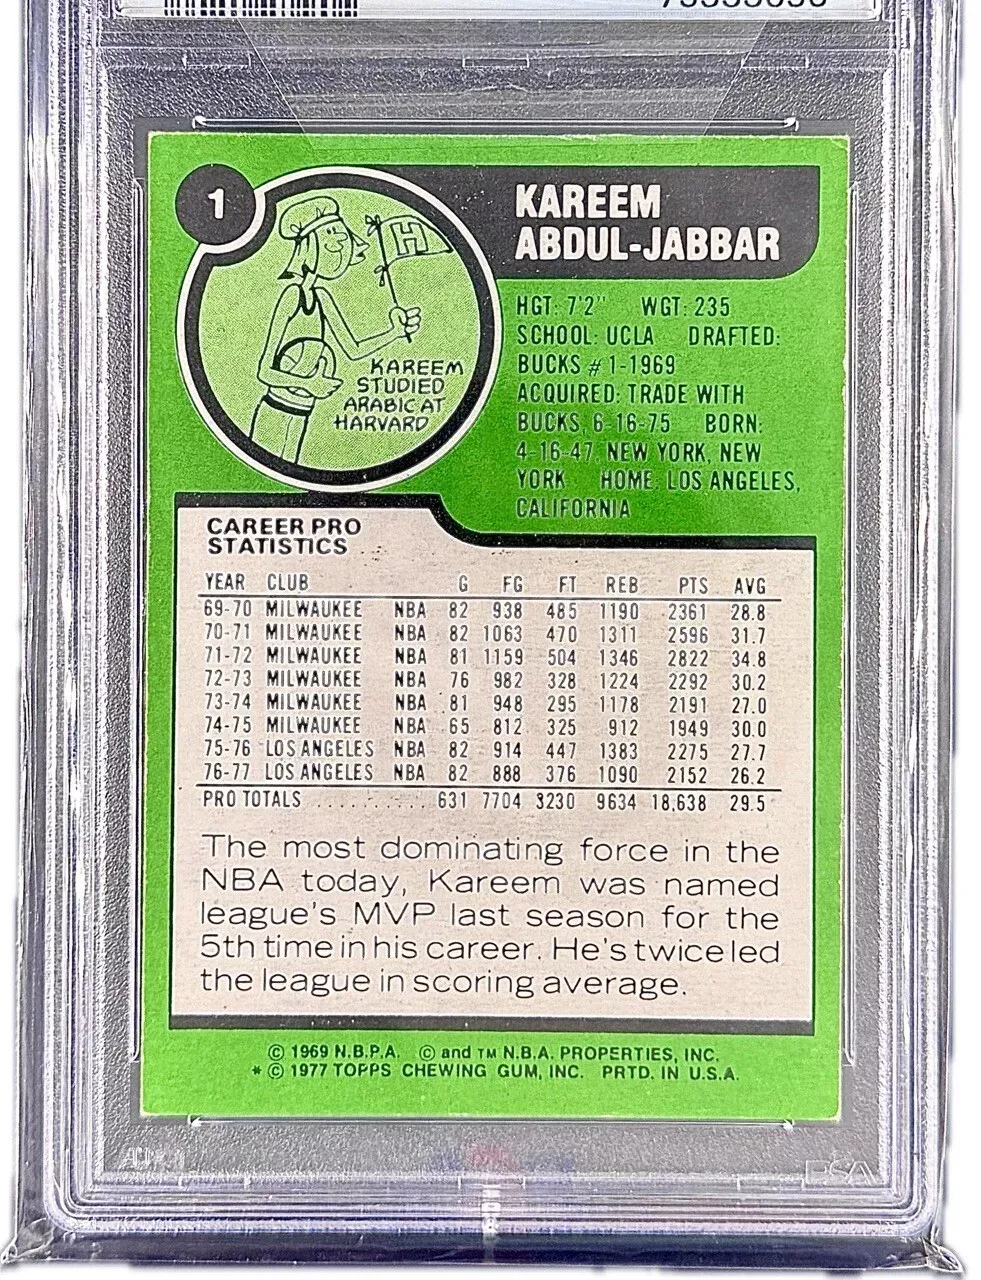 1
KAREEM
ABDUL-JABBAR
KAREEM
STUDIED
ARABIC AT
HARVARD
H
HGT: 7'2" WGT: 235
SCHOOL: UCLA DRAFTED:
BUCKS #1-1969
ACQUIRED: TRADE WITH
BUCKS, 6-16-75 BORN:
4-16-47, NEW YORK, NEW
YORK HOME: LOS ANGELES,
CALIFORNIA
CAREER PRO
STATISTICS
YEAR CLUB G FG FT REB PTS AVG
69-70 MILWAUKEE NBA 82 938 485 1190 2361 28.8
70-71 MILWAUKEE NBA 82 1063 470 1311 2596 31.7
71-72 MILWAUKEE NBA 81 1159 504 1346 2822 34.8
72-73 MILWAUKEE NBA 76 982 328 1224 2292 30.2
73-74 MILWAUKEE NBA 81 948 295 1178 2191 27.0
74-75 MILWAUKEE NBA 65 812 325 912 1949 30.0
75-76 LOS ANGELES NBA 82 914 447 1383 2275 27.7
76-77 LOS ANGELES NBA 82 888 376 1090 2152 26.2
PRO TOTALS .......... 631 7704 3230 9634 18,638 29.5
The most dominating force in the
NBA today, Kareem was named
league's MVP last season for the
5th time in his career. He's twice led
the league in scoring average.
© 1969 N.B.P.A. © and TM N.B.A. PROPERTIES, INC.
* © 1977 TOPPS CHEWING GUM, INC. PRTD. IN U.S.A.
PSA